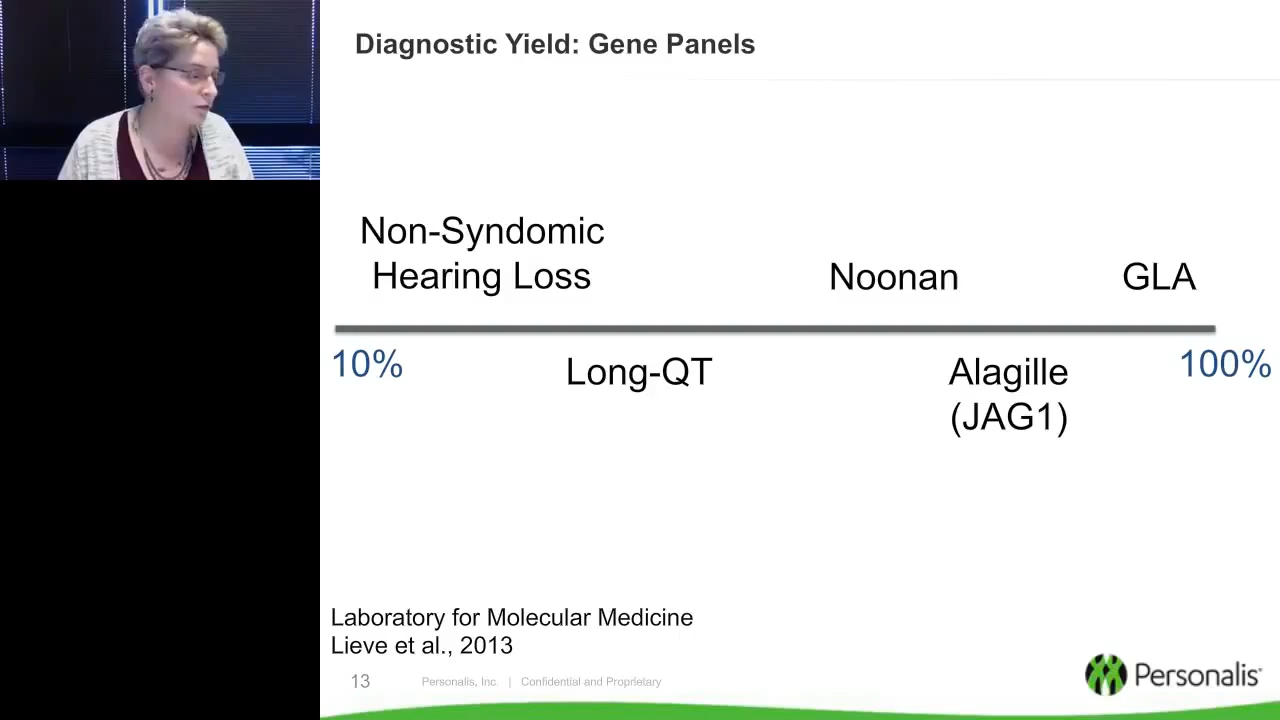 Diagnostic Yield: Gene Panels
Non-Syndomic
Hearing Loss
Noonan
GLA
10%
Long-QT
Alagille
(JAG1)
100%
Laboratory for Molecular Medicine
Lieve et al., 2013
13
Personalis, Inc. | Confidential and Proprietary
Personalis